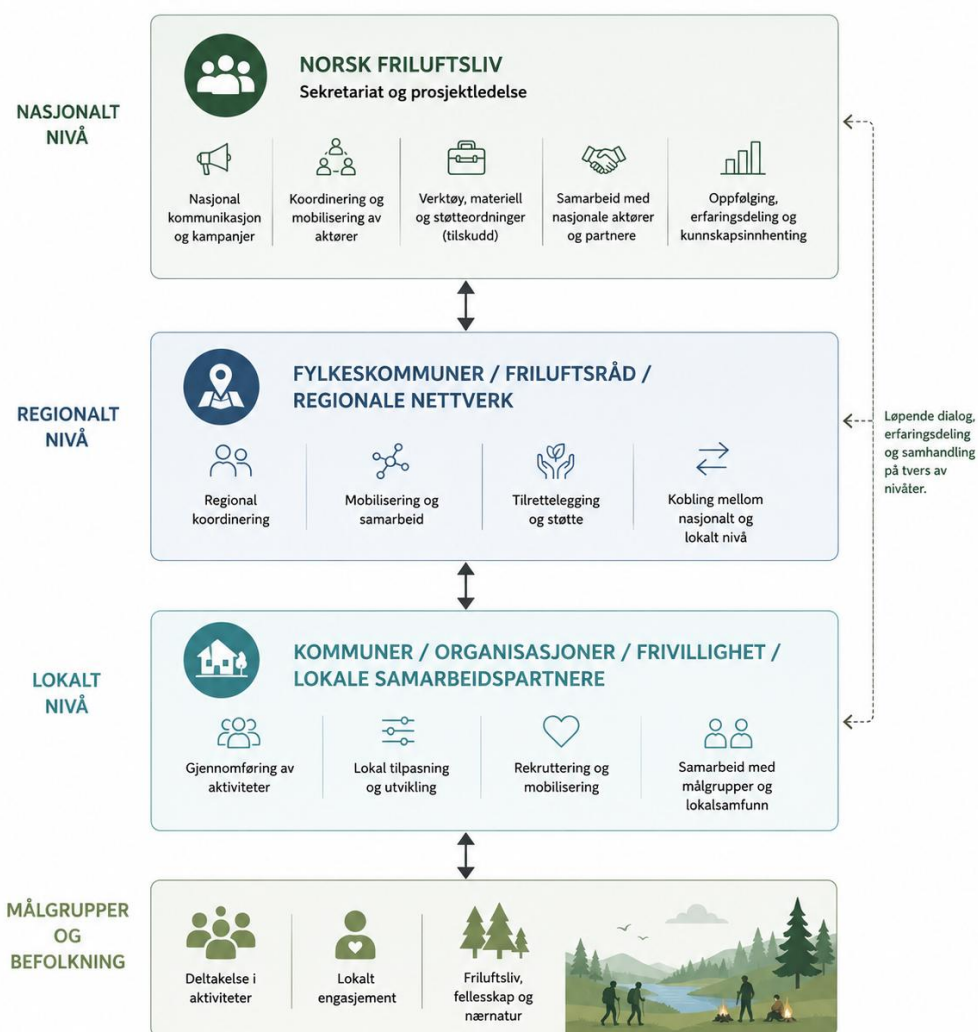 NASJONALT
NIVÅ
NORSK FRILUFTSLIV
Sekretariat og prosjektledelse
Nasjonal
kommunikasjon
og kampanjer
Koordinering og
mobilisering av
aktører
Verktøy, materiell
og støtteordninger
(tilskudd)
Samarbeid med
nasjonale aktører
og partnere
Oppfølging,
erfaringsdeling og
kunnskapsinnhenting
REGIONALT
NIVÅ
FYLKESKOMMUNER / FRILUFTSRÅD /
REGIONALE NETTVERK
Regional
koordinering
Mobilisering og
samarbeid
Tilrettelegging
og støtte
Kobling mellom
nasjonalt og
lokalt nivå
Løpende dialog,
erfaringsdeling
og samhandling
på tvers av
nivåter.
LOKALT
NIVÅ
KOMMUNER / ORGANISASJONER / FRIVILLIGHET /
LOKALE SAMARBEIDSPARTNERE
Gjennomføring av
aktiviteter
Lokal tilpasning
og utvikling
Rekruttering og
mobilisering
Samarbeid med
målgrupper og
lokalsamfunn
MÅLGRUPPER
OG
BEFOLKNING
Deltakelse i
aktiviteter
Lokalt
engasjement
Friluftsliv,
fellesskap og
nærnatur